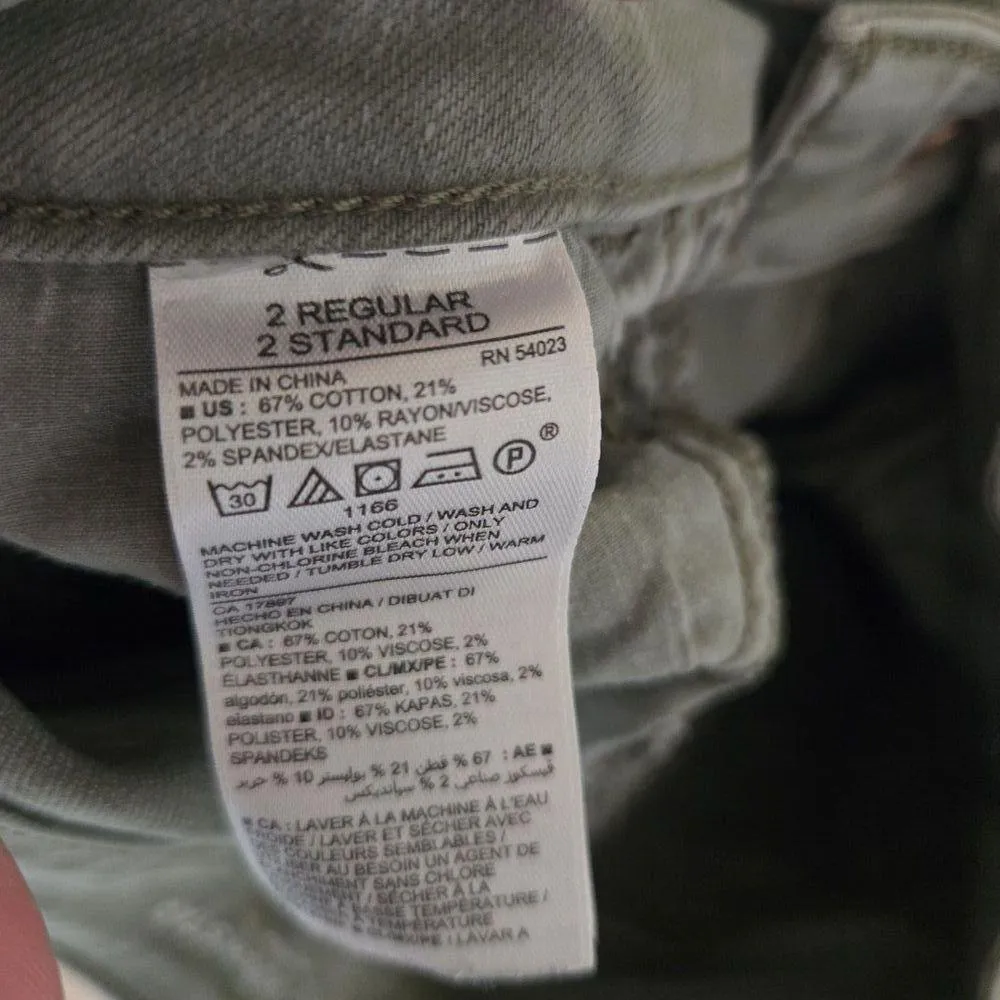 2 REGULAR
2 STANDARD
RN 54023
MADE IN CHINA
US : 67% COTTON, 21%
POLYESTER, 10% RAYON/VISCOSE,
2% SPANDEX/ELASTANE
30 P ®
1166
MACHINE WASH COLD / WASH AND
DRY WITH LIKE COLORS / ONLY
NON-CHLORINE BLEACH WHEN
NEEDED / TUMBLE DRY LOW / WARM
IRON
CA 17897
HECHO EN CHINA / DIBUAT DI
TIONGKOK
■ CA : 67% COTON, 21%
POLYESTER, 10% VISCOSE, 2%
ÉLASTHANNE ■ CL/MX/PE : 67%
algodón, 21% poliéster, 10% viscosa, 2%
elastano ■ ID : 67% KAPAS, 21%
POLISTER, 10% VISCOSE, 2%
SPANDEKS
■ AE : 67 % قطن 21 % بوليستر 10 % حرير
فيسكوز صناعي 2 % سباندیکس
■ CA : LAVER À LA MACHINE À L'EAU
/ LAVER ET SÉCHER AVEC
COULEURS SEMBLABLES /
AU BESOIN UN AGENT DE
SANS CHLORE
/ SÉCHER À LA
TEMPÉRATURE /
TEMPÉRATURE
/ LAVAR A